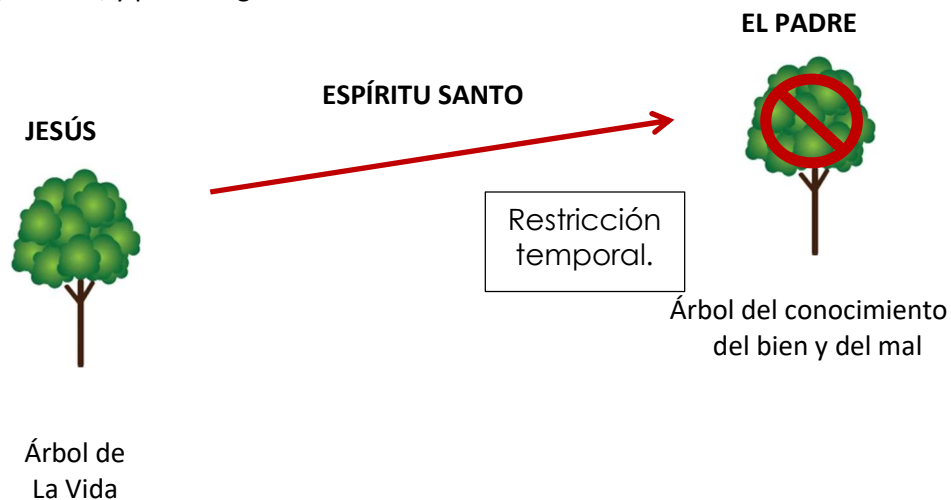 EL PADRE
ESPÍRITU SANTO
JESÚS
Restricción
temporal.
Árbol del conocimiento
del bien y del mal
Árbol de
La Vida